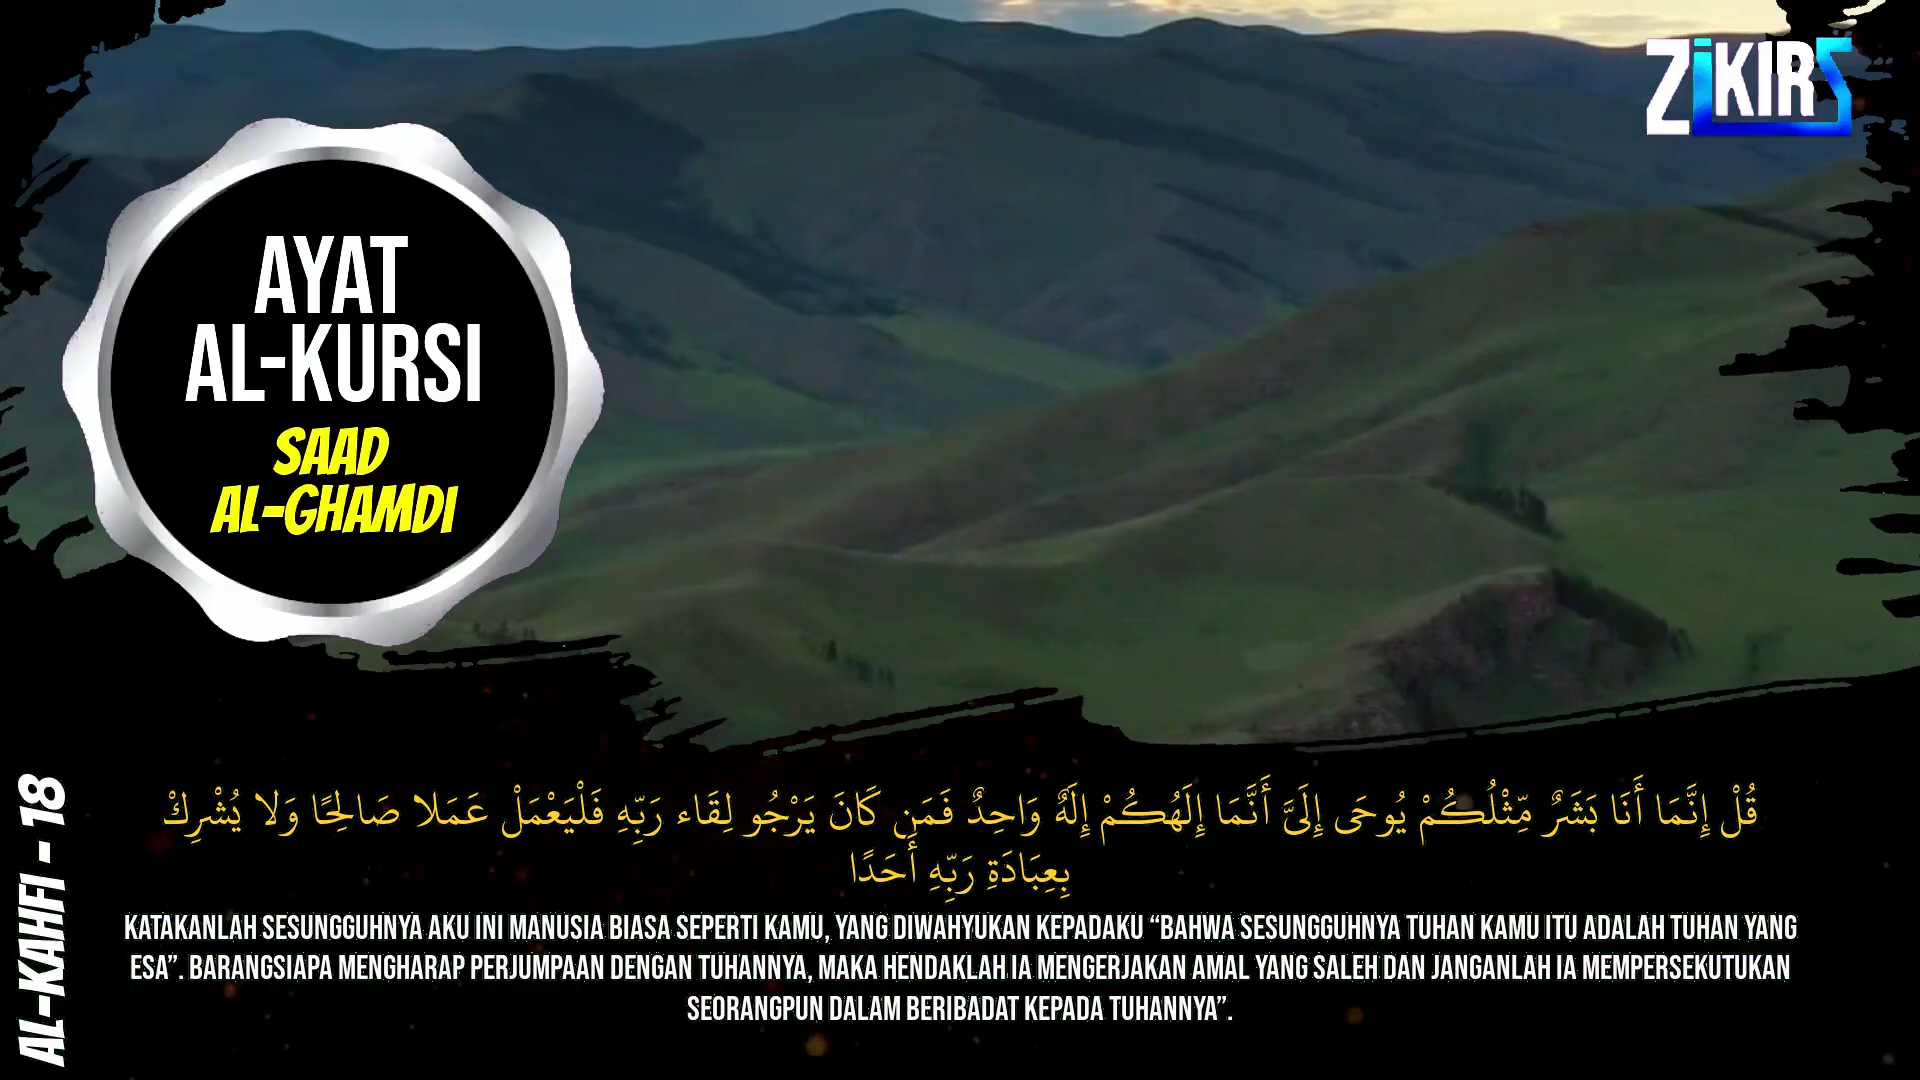 ZIKIRS
AYAT
AL-KURSI
SAAD
AL-GHAMDI
قُلْ إِنَّمَا أَنَا بَشَرٌ مِّثْلُكُمْ يُوحَى إِلَىَّ أَنَّمَا إِلَهُكُمْ إِلَهٌ وَاحِدٌ فَمَن كَانَ يَرْجُو لِقَاء رَبِّهِ فَلْيَعْمَلْ عَمَلا صَالِحًا وَلا يُشْرِكْ
بِعِبَادَةِ رَبِّهِ أَحَدًا
KATAKANLAH SESUNGGUHNYA AKU INI MANUSIA BIASA SEPERTI KAMU, YANG DIWAHYUKAN KEPADAKU “BAHWA SESUNGGUHNYA TUHAN KAMU ITU ADALAH TUHAN YANG
ESA”. BARANGSIAPA MENGHARAP PERJUMPAAN DENGAN TUHANNYA, MAKA HENDAKLAH IA MENGERJAKAN AMAL YANG SALEH DAN JANGANLAH IA MEMPERSEKUTUKAN
SEORANGPUN DALAM BERIBADAT KEPADA TUHANNYA”.
AL-KAHFI - 18